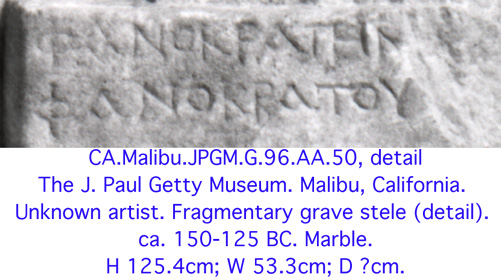 ΦΑΝΟΚΡΑΤΗΝ
ΦΑΝΟΚΡΑΤΟΥ
CA.Malibu.JPGM.G.96.AA.50, detail
The J. Paul Getty Museum. Malibu, California.
Unknown artist. Fragmentary grave stele (detail).
ca. 150-125 BC. Marble.
H 125.4cm; W 53.3cm; D ?cm.